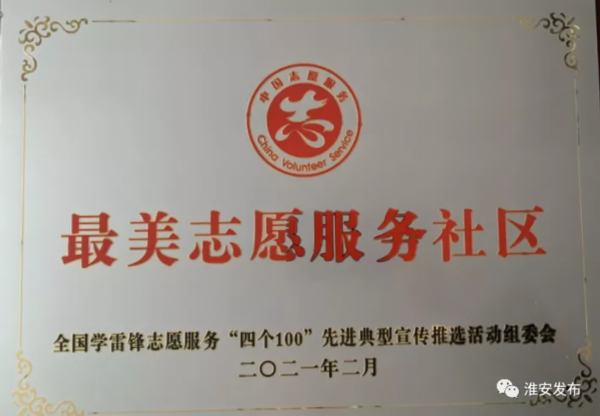 中国志愿服务
China Volunteer Service
最美志愿服务社区
全国学雷锋志愿服务“四个100”先进典型宣传推选活动组委会
二〇二一年二月
淮安发布